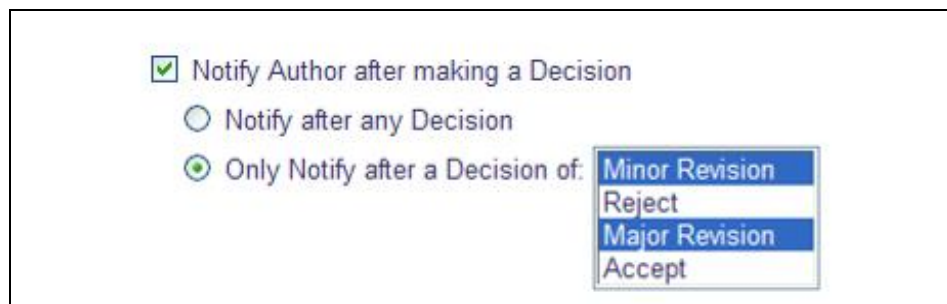 Notify Author after making a Decision
Notify after any Decision
Only Notify after a Decision of: Minor Revision
Reject
Major Revision
Accept